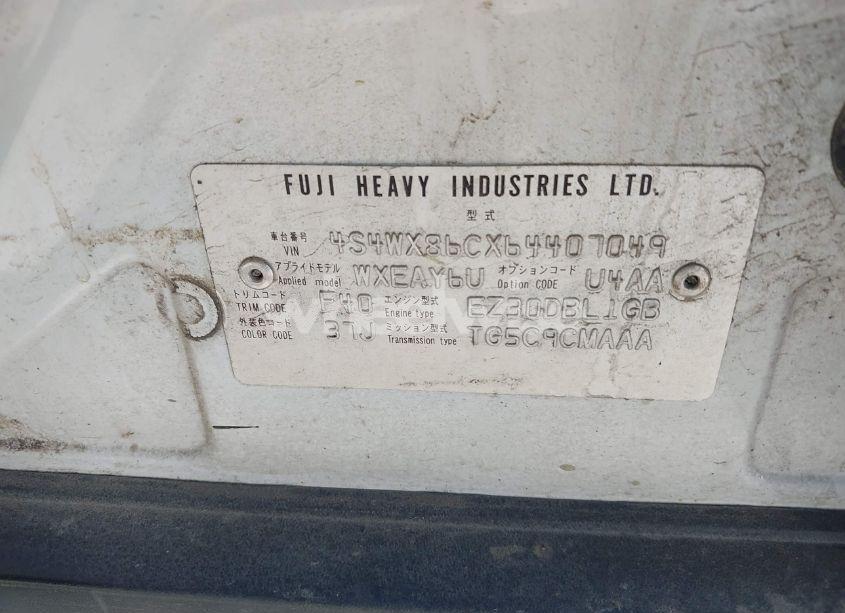 FUJI HEAVY INDUSTRIES LTD.
型式
車台番号 VIN 4S4WX86CX64407049
アプライドモデル Applied model WXEAY6U オプションコード Option CODE U4AA
トリムコード TRIM CODE F40 エンジン型式 Engine type EZ30DBL1GB
外装色コード COLOR CODE 37J ミッション型式 Transmission type TG5C9CMAAA